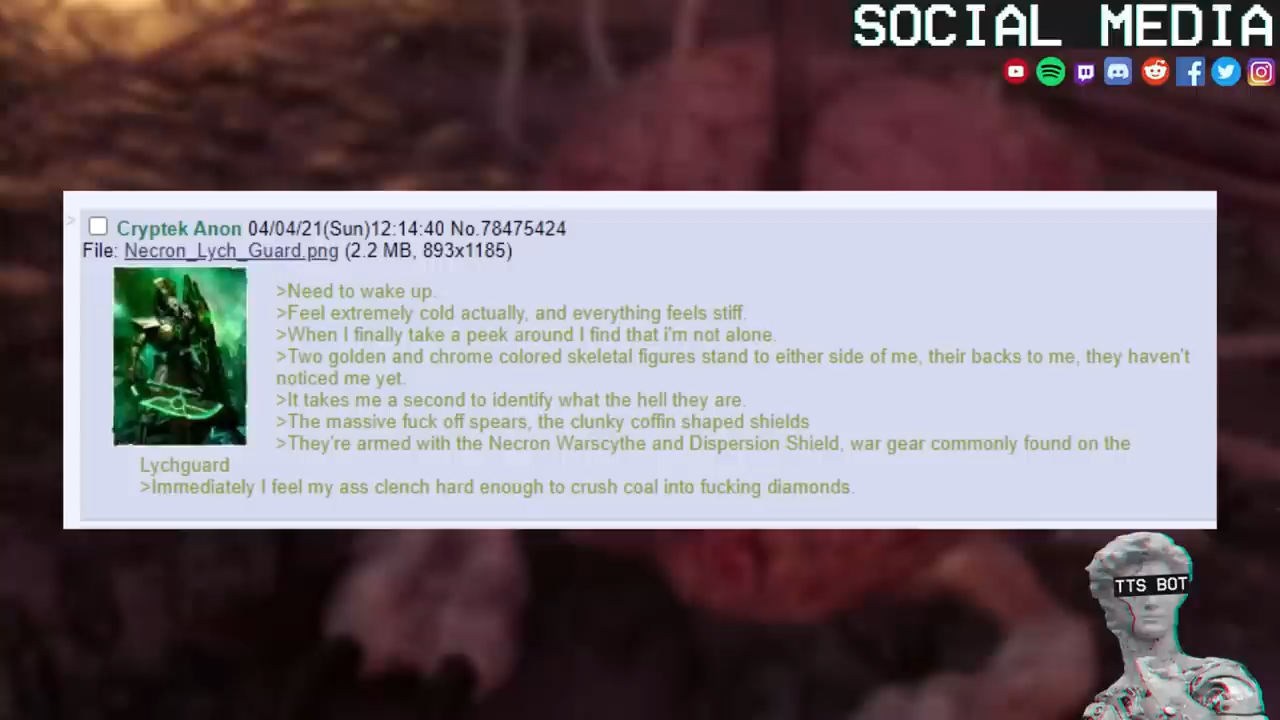 SOCIAL MEDIA
>
Cryptek Anon 04/04/21(Sun)12:14:40 No.78475424
File: Necron_Lych_Guard.png (2.2 MB, 893x1185)
>Need to wake up.
>Feel extremely cold actually, and everything feels stiff.
>When I finally take a peek around I find that i'm not alone.
>Two golden and chrome colored skeletal figures stand to either side of me, their backs to me, they haven't
noticed me yet.
>It takes me a second to identify what the hell they are.
>The massive fuck off spears, the clunky coffin shaped shields
>They're armed with the Necron Warscythe and Dispersion Shield, war gear commonly found on the
Lychguard
>Immediately I feel my ass clench hard enough to crush coal into fucking diamonds.
TTS BOT